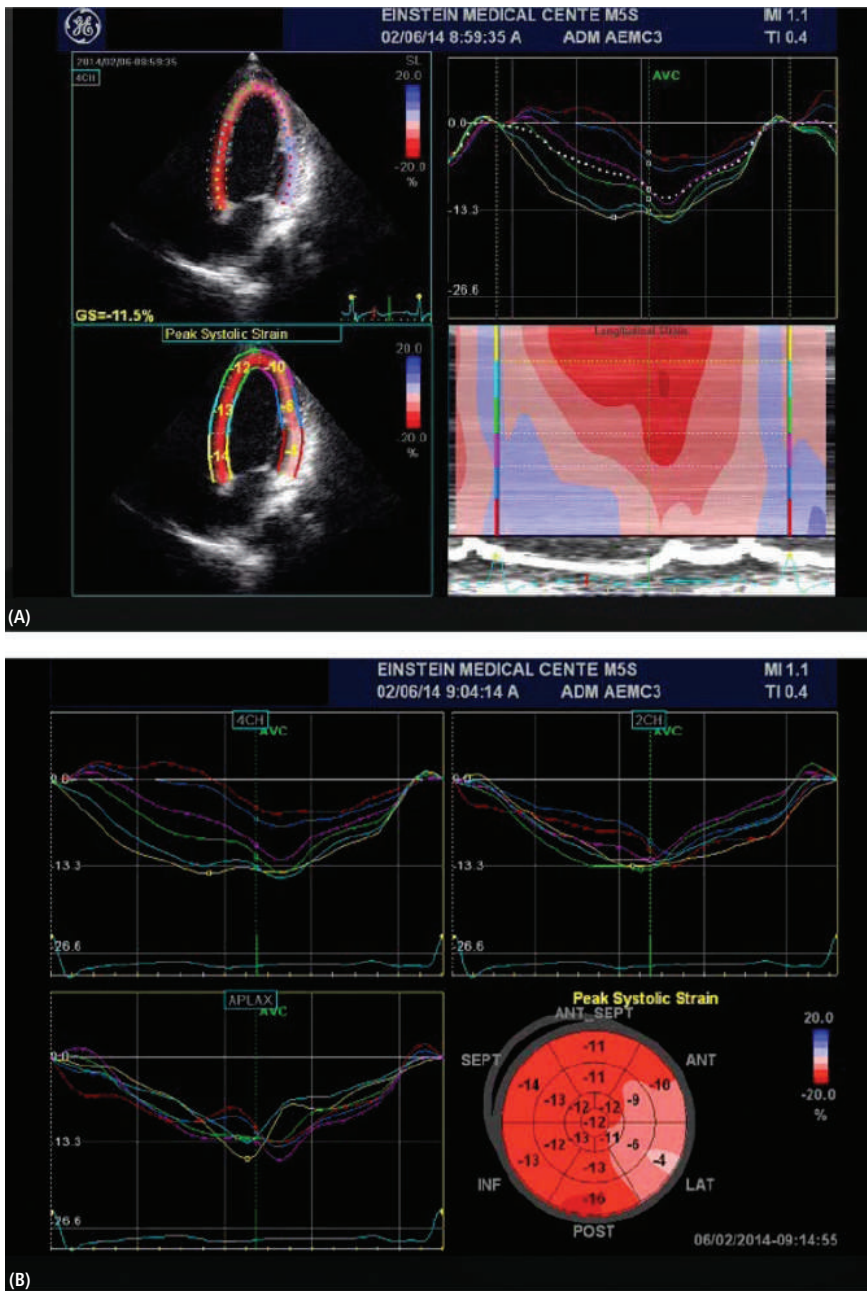 EINSTEIN MEDICAL CENTE M5S MI 1.1
02/06/14 8:59:35 A ADM AEMC3 TI 0.4
2014/02/06-08:59:35
4CH
SL
20.0
-20.0
%
GS=-11.5%
AVC
0.0
-13.3
-26.6
Peak Systolic Strain
20.0
-20.0
%
-12 -10
-13
-14
Longitudinal Strain
(A)
EINSTEIN MEDICAL CENTE M5S MI 1.1
02/06/14 9:04:14 A ADM AEMC3 TI 0.4
4CH
AVC
0.0
-13.3
-26.6
2CH
AVC
0.0
-13.3
-26.6
APLAX
AVC
0.0
-13.3
-26.6
Peak Systolic Strain
ANT_SEPT
SEPT ANT
-11
-14 -11 -10
-13 -12 -12 -9
-12
-12 -13 -11 -6
-13 -13 -4
-16
INF LAT
POST
20.0
-20.0
%
06/02/2014-09:14:55
(B)